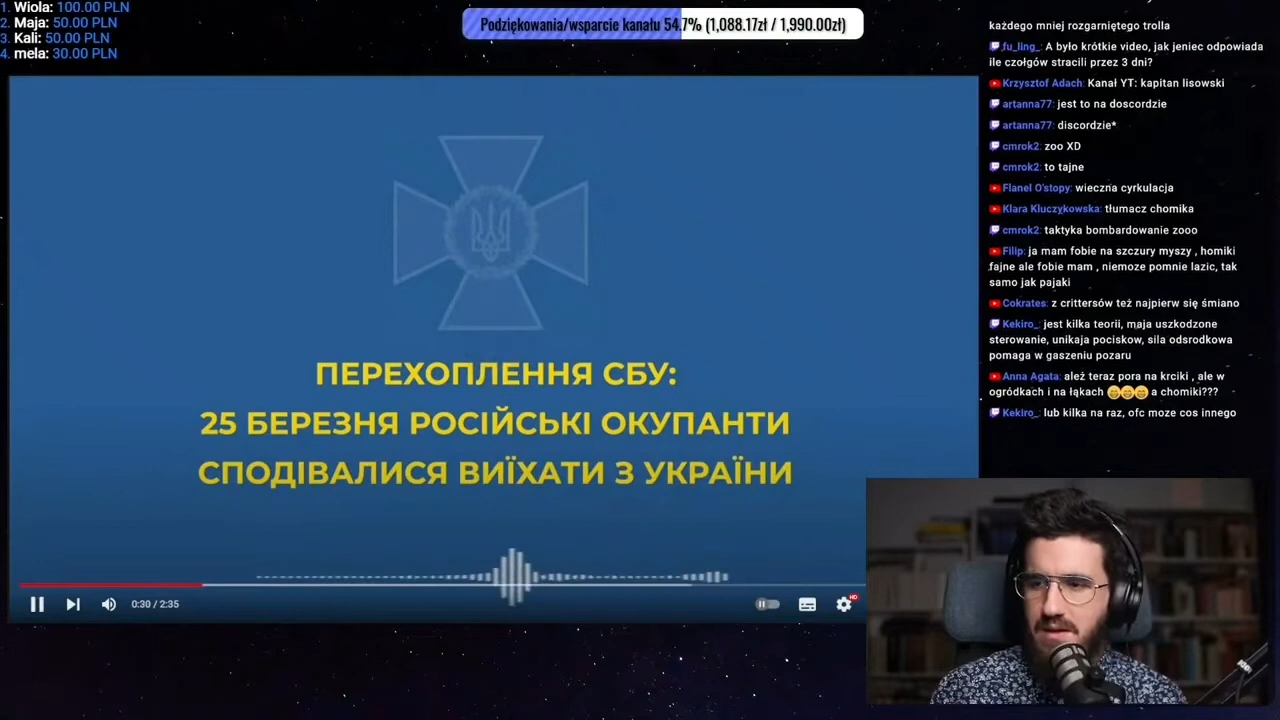 1. Wiola: 100.00 PLN
2. Maja: 50.00 PLN
3. Kali: 50.00 PLN
4. mela: 30.00 PLN
Podziękowania/wsparcie kanału 54.7% (1,088.17zł / 1,990.00zł)
ПЕРЕХОПЛЕННЯ СБУ:
25 БЕРЕЗНЯ РОСІЙСЬКІ ОКУПАНТИ
СПОДІВАЛИСЯ ВИЇХАТИ З УКРАЇНИ
0:30 / 2:35
HD
każdego mniej rozgarniętego trolla
fu_ling_: A było krótkie video, jak jeniec odpowiada
ile czołgów stracili przez 3 dni?
Krzysztof Adach: Kanał YT: kapitan lisowski
artanna77: jest to na doscordzie
artanna77: discordzie*
cmrok2: zoo XD
cmrok2: to tajne
Flanel O'stopy: wieczna cyrkulacja
Klara Kluczykowska: tłumacz chomika
cmrok2: taktyka bombardowanie zooo
Filip: ja mam fobie na szczury myszy , homiki
fajne ale fobie mam , niemoze pomnie lazic, tak
samo jak pajaki
Cokrates: z crittersów też najpierw się śmiano
Kekiro_: jest kilka teorii, maja uszkodzone
sterowanie, unikaja pociskow, sila odsrodkowa
pomaga w gaszeniu pozaru
Anna Agata: ależ teraz pora na krciki , ale w
ogródkach i na łąkach 😁😁😁 a chomiki???
Kekiro_: lub kilka na raz, ofc moze cos innego